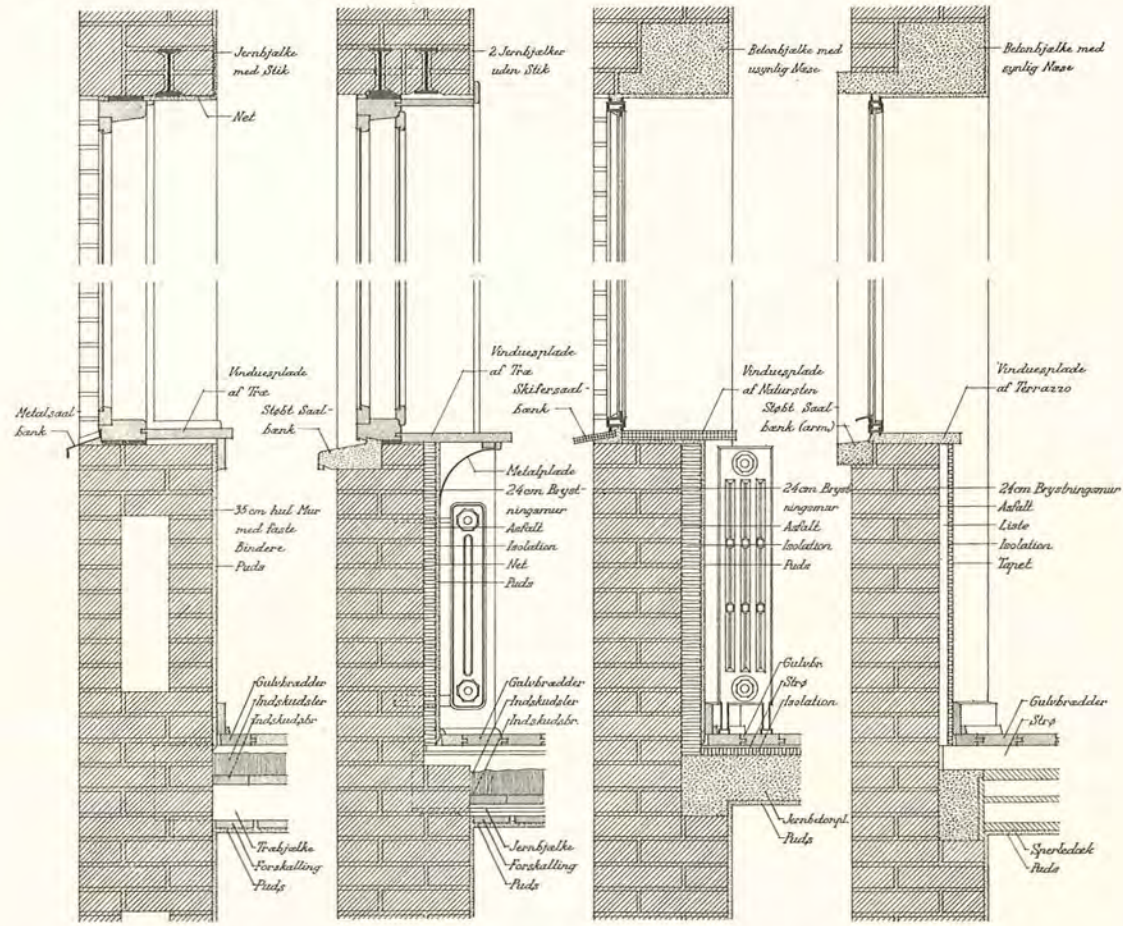 Jernbjælke
med Stik
Net
Vinduesplade
af Træ
Metalsaal
bænk
35 cm hul Mur
med faste
Bindere
Puds
Gulvbrædder
Indskudsler
Indskudsbr.
Træbjælke
Forskalling
Puds
2 Jernbjælker
uden Stik
Vinduesplade
af Træ
Støbt Saal-
bænk
Metalplade
24 cm Bryst-
ningsmur
Asfalt
Isolation
Net
Puds
Gulvbrædder
Indskudsler
Indskudsbr.
Jernbjælke
Forskalling
Puds
Betonbjælke med
usynlig Næse
Skifersaal-
bænk
Vinduesplade
af Natursten
24 cm Bryst
ningsmur
Asfalt
Isolation
Puds
Gulvbr.
Strø
Isolation
Jernbetonpl.
Puds
Betonbjælke med
synlig Næse
Vinduesplade
af Terrazzo
Støbt Saal
bænk (arm.)
24 cm Brystningsmur
Asfalt
Liste
Isolation
Tapet
Gulvbrædder
Strø
Sperledæk
Puds